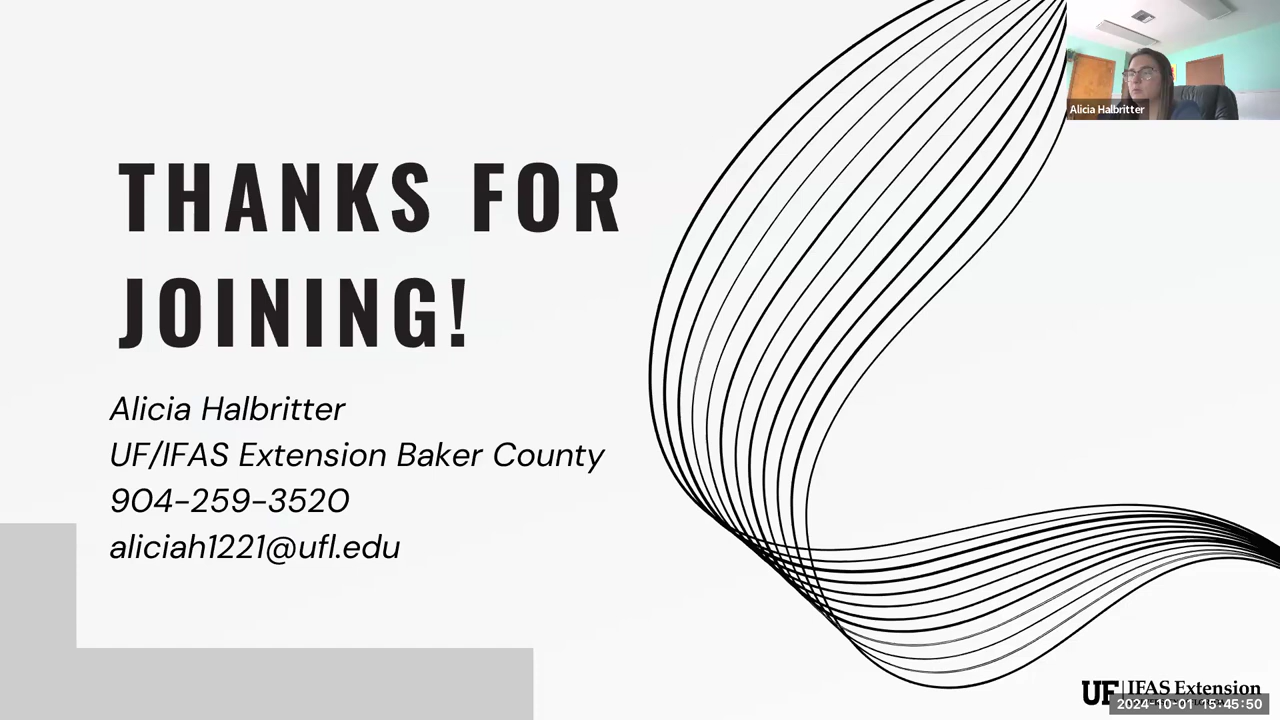 Alicia Halbritter
THANKS FOR
JOINING!
Alicia Halbritter
UF/IFAS Extension Baker County
904-259-3520
aliciah1221@ufl.edu
UF | IFAS Extension
2024-10-01 15:45:50